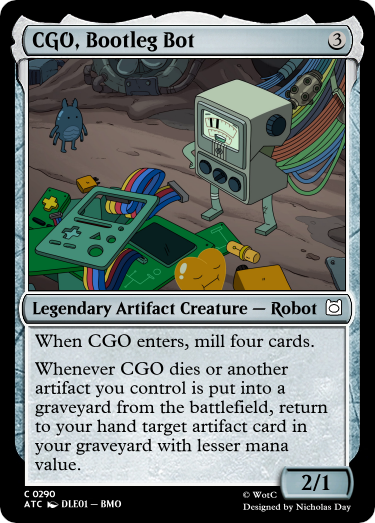 CGO, Bootleg Bot 3
Legendary Artifact Creature — Robot
When CGO enters, mill four cards.
Whenever CGO dies or another
artifact you control is put into a
graveyard from the battlefield, return
to your hand target artifact card in
your graveyard with lesser mana
value.
2/1
C 0290
ATC DLE01 — BMO
© WotC
Designed by Nicholas Day